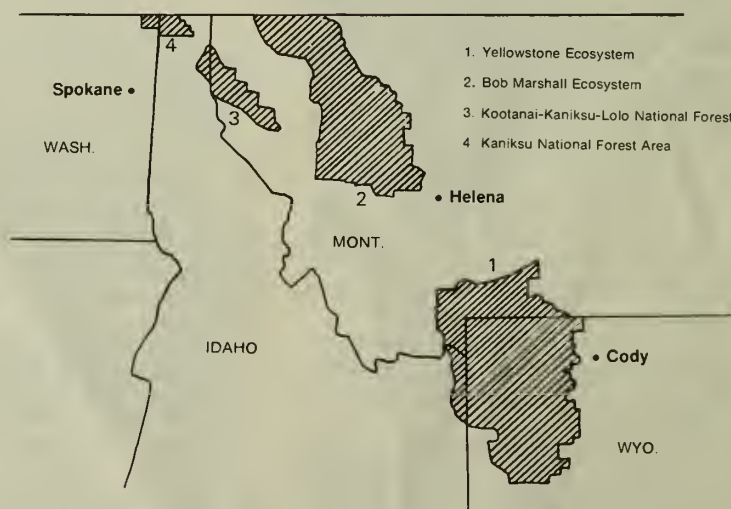 4
1. Yellowstone Ecosystem
2. Bob Marshall Ecosystem
Spokane
3. Kootanai-Kaniksu-Lolo National Forest
3
WASH.
4 Kaniksu National Forest Area
2
Helena
MONT.
1
IDAHO
Cody
WYO.